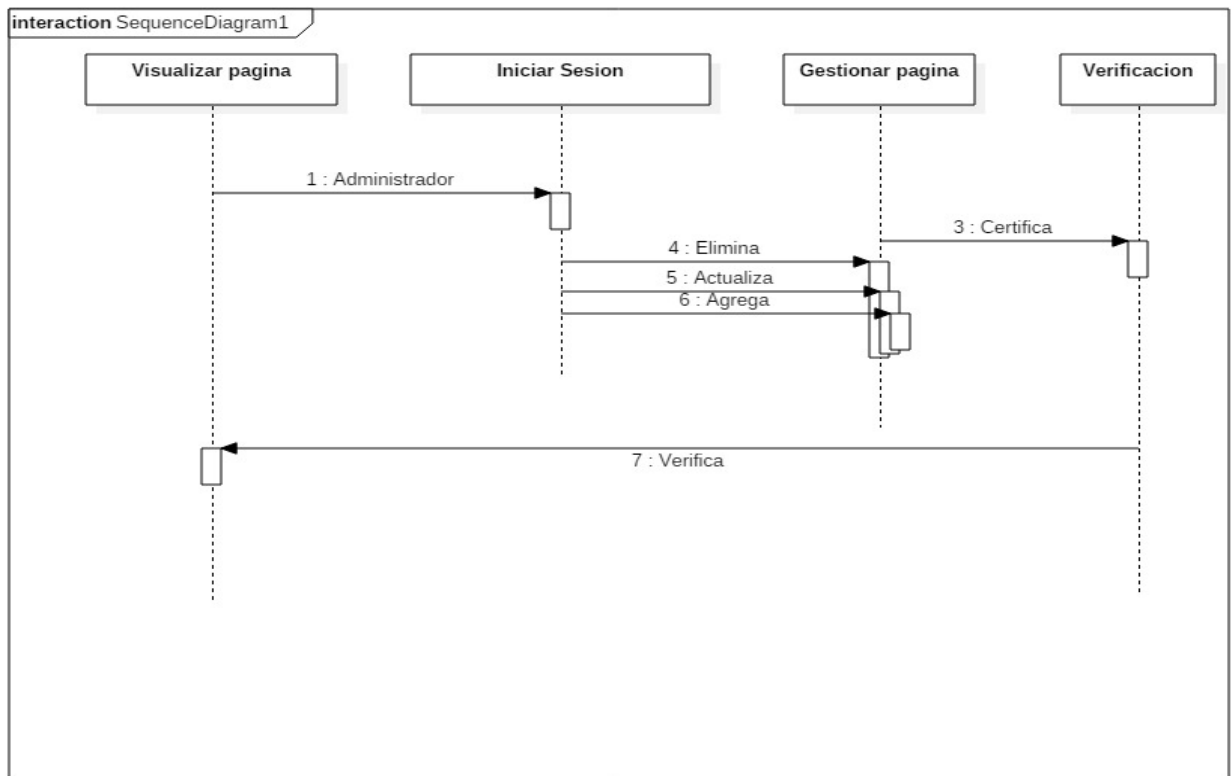 interaction SequenceDiagram1
Visualizar pagina
Iniciar Sesion
Gestionar pagina
Verificacion
1 : Administrador
3 : Certifica
4 : Elimina
5 : Actualiza
6 : Agrega
7 : Verifica